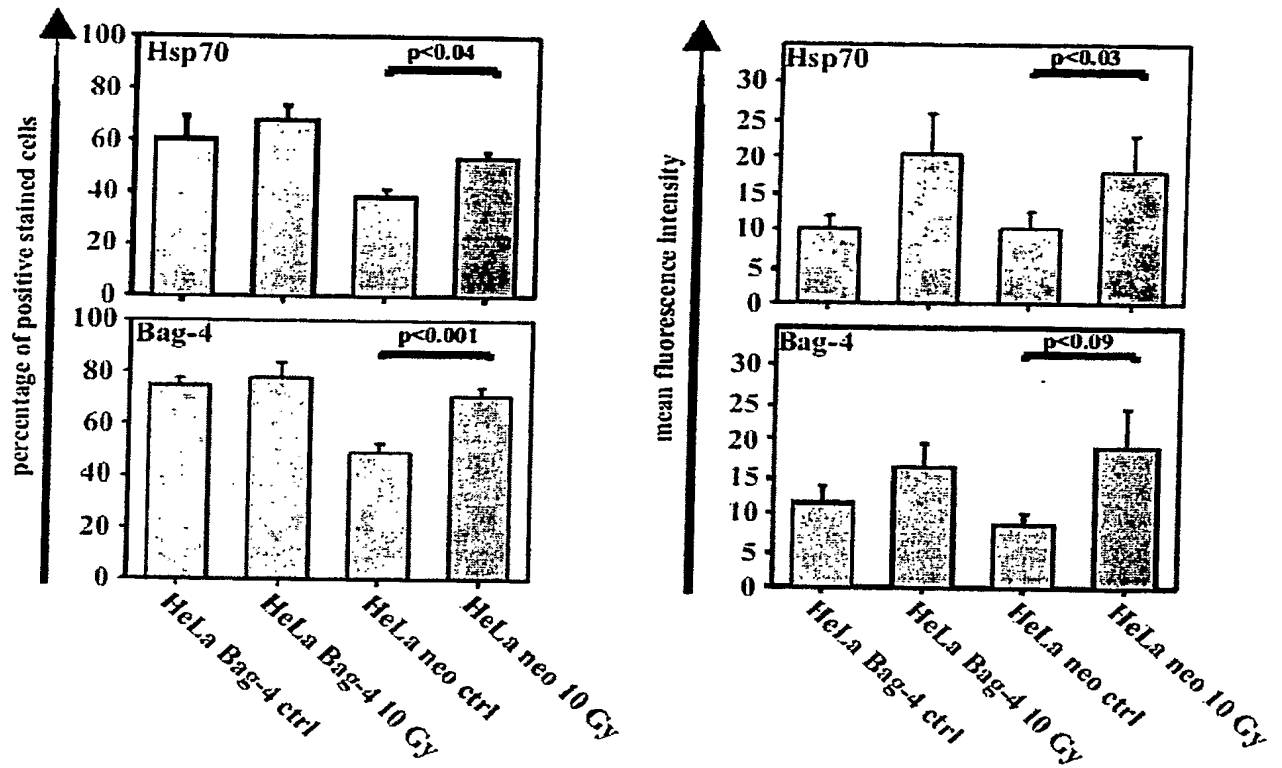 percentage of positive stained cells
100
80
60
40
20
0
Hsp70
p<0.04
100
80
60
40
20
0
Bag-4
p<0.001
HeLa Bag-4 ctrl
HeLa Bag-4 10 Gy
HeLa neo ctrl
HeLa neo 10 Gy
mean fluorescence intensity
30
25
20
15
10
5
0
Hsp70
p<0.03
30
25
20
15
10
5
0
Bag-4
p<0.09
HeLa Bag-4 ctrl
HeLa Bag-4 10 Gy
HeLa neo ctrl
HeLa neo 10 Gy